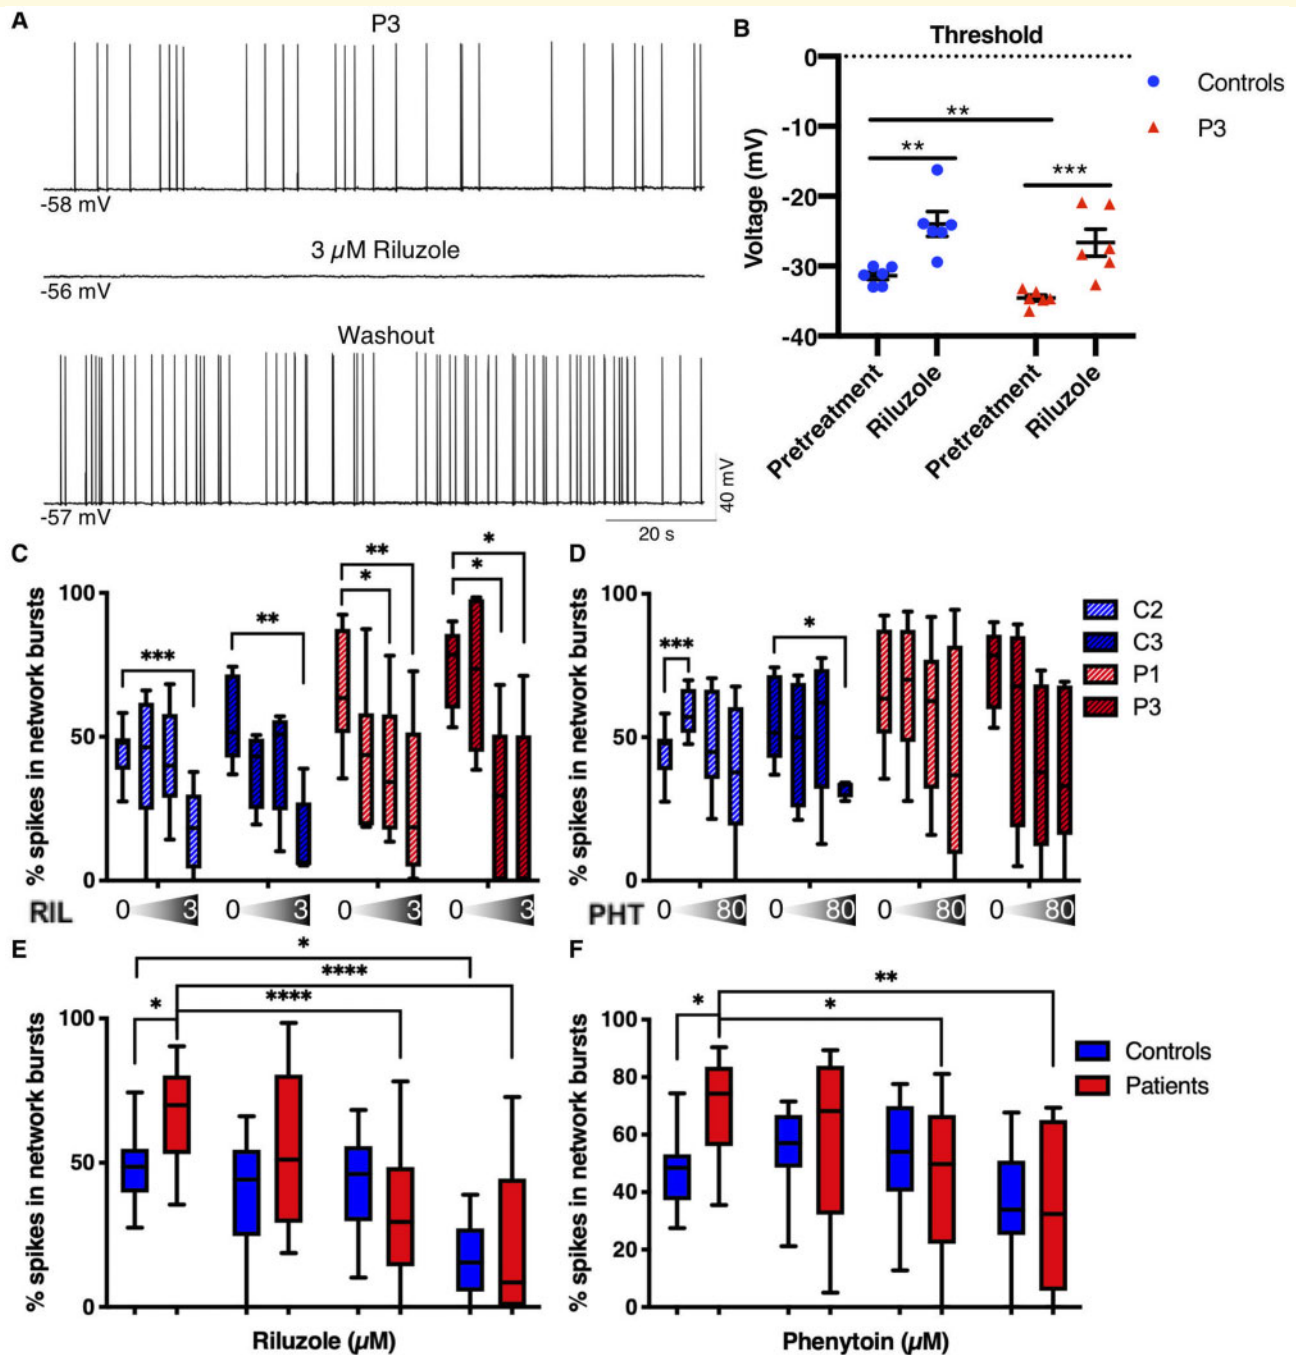 A
P3
-58 mV
3 μM Riluzole
-56 mV
Washout
-57 mV
40 mV
20 s
B
Threshold
Voltage (mV)
0
-10
-20
-30
-40
**
**
***
Pretreatment
Riluzole
Pretreatment
Riluzole
Controls
P3
C
% spikes in network bursts
100
50
0
***
**
**
*
*
*
RIL
0 3
0 3
0 3
0 3
D
% spikes in network bursts
100
50
0
***
*
PHT
0 80
0 80
0 80
0 80
C2
C3
P1
P3
E
% spikes in network bursts
100
50
0
*
****
****
*
Riluzole (μM)
F
% spikes in network bursts
100
80
60
40
20
0
**
*
*
Phenytoin (μM)
Controls
Patients